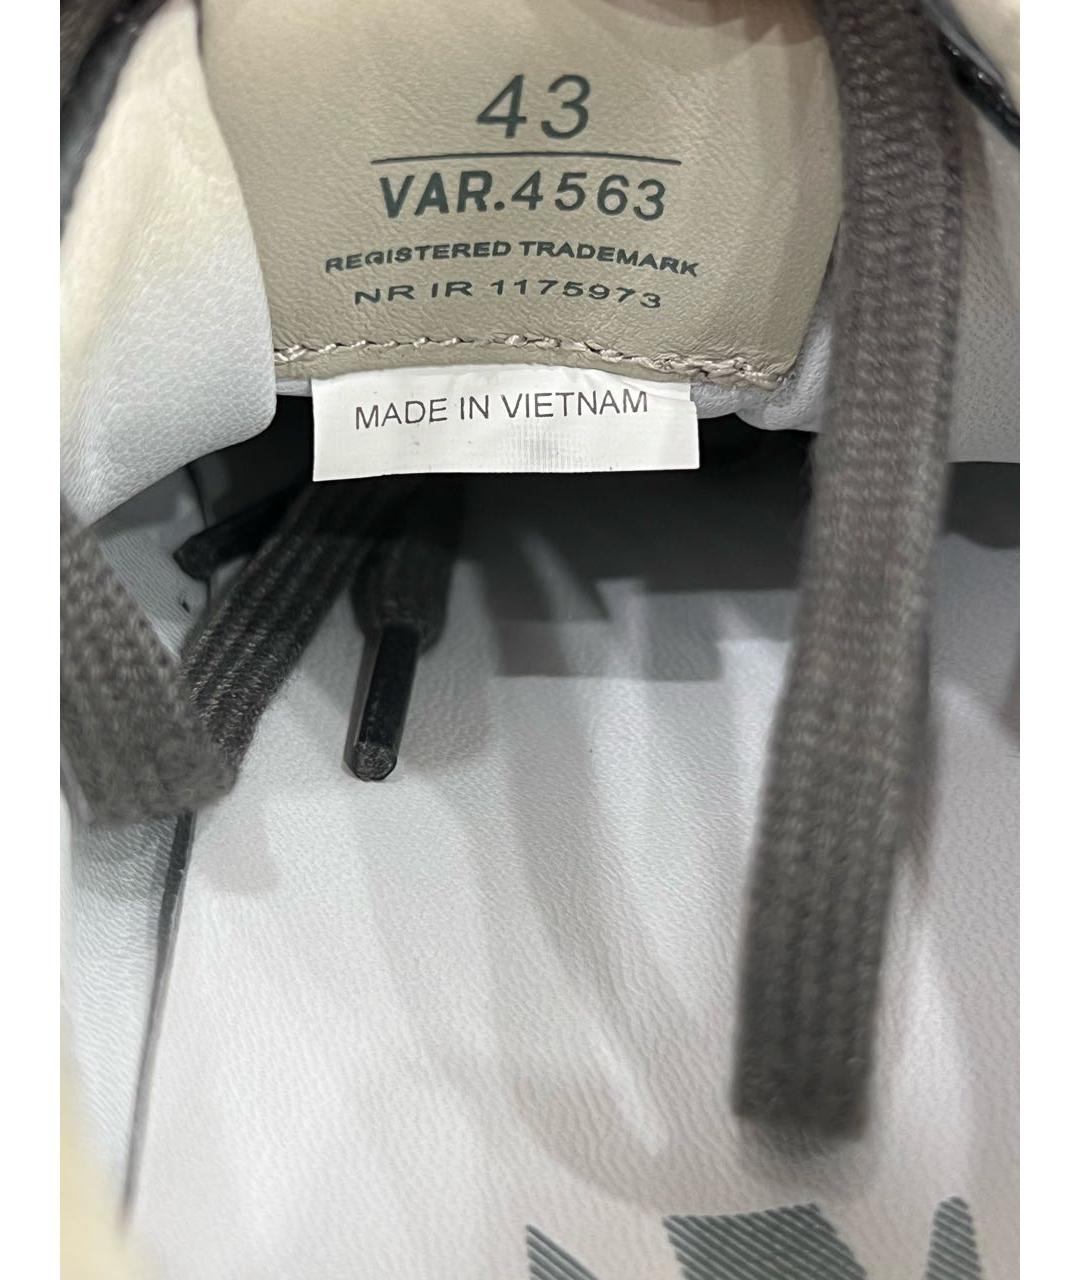 43
VAR.4563
REGISTERED TRADEMARK
NR IR 1175973
MADE IN VIETNAM